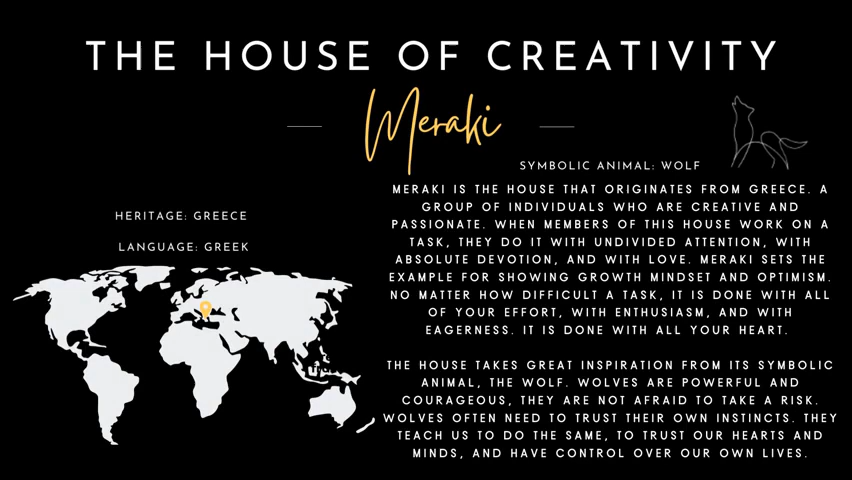 THE HOUSE OF CREATIVITY
Meraki
SYMBOLIC ANIMAL: WOLF
HERITAGE: GREECE
LANGUAGE: GREEK
MERAKI IS THE HOUSE THAT ORIGINATES FROM GREECE. A
GROUP OF INDIVIDUALS WHO ARE CREATIVE AND
PASSIONATE. WHEN MEMBERS OF THIS HOUSE WORK ON A
TASK, THEY DO IT WITH UNDIVIDED ATTENTION, WITH
ABSOLUTE DEVOTION, AND WITH LOVE. MERAKI SETS THE
EXAMPLE FOR SHOWING GROWTH MINDSET AND OPTIMISM.
NO MATTER HOW DIFFICULT A TASK, IT IS DONE WITH ALL
OF YOUR EFFORT, WITH ENTHUSIASM, AND WITH
EAGERNESS. IT IS DONE WITH ALL YOUR HEART.
THE HOUSE TAKES GREAT INSPIRATION FROM ITS SYMBOLIC
ANIMAL, THE WOLF. WOLVES ARE POWERFUL AND
COURAGEOUS, THEY ARE NOT AFRAID TO TAKE A RISK.
WOLVES OFTEN NEED TO TRUST THEIR OWN INSTINCTS. THEY
TEACH US TO DO THE SAME, TO TRUST OUR HEARTS AND
MINDS, AND HAVE CONTROL OVER OUR OWN LIVES.